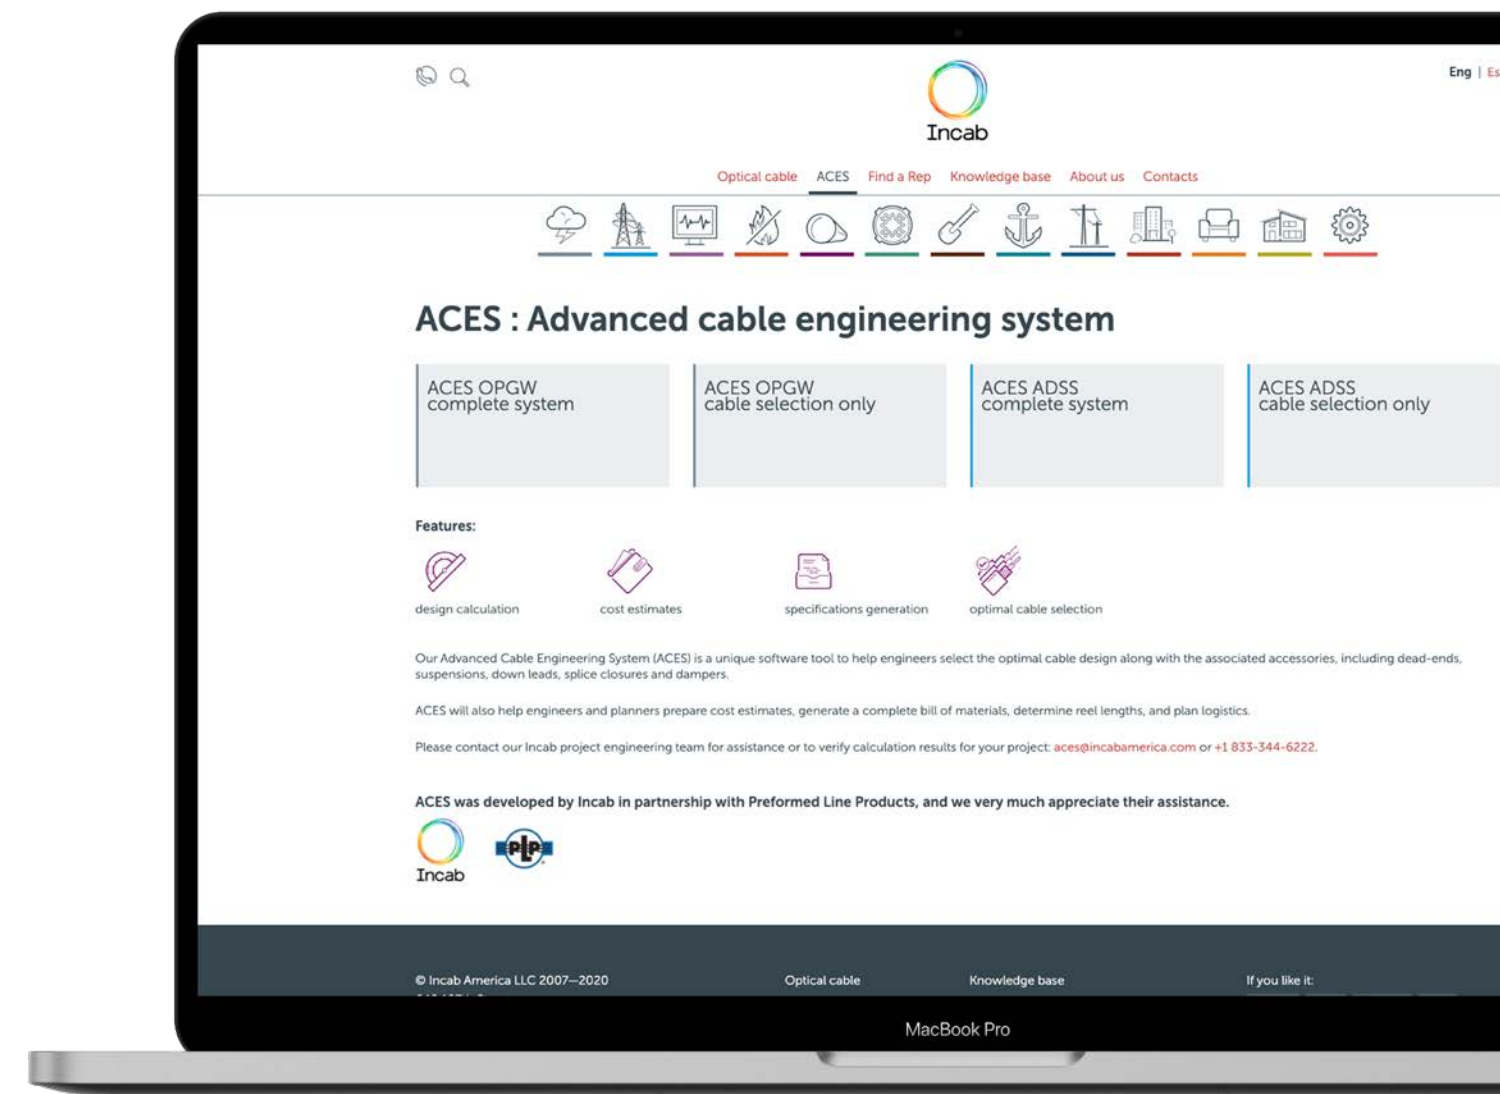 Eng | Es
Incab
Optical cable ACES Find a Rep Knowledge base About us Contacts
ACES : Advanced cable engineering system
ACES OPGW
complete system
ACES OPGW
cable selection only
ACES ADSS
complete system
ACES ADSS
cable selection only
Features:
design calculation
cost estimates
specifications generation
optimal cable selection
Our Advanced Cable Engineering System (ACES) is a unique software tool to help engineers select the optimal cable design along with the associated accessories, including dead-ends,
suspensions, down leads, splice closures and dampers.
ACES will also help engineers and planners prepare cost estimates, generate a complete bill of materials, determine reel lengths, and plan logistics.
Please contact our Incab project engineering team for assistance or to verify calculation results for your project: aces@incabamerica.com or +1 833-344-6222.
ACES was developed by Incab in partnership with Preformed Line Products, and we very much appreciate their assistance.
Incab
PLP
© Incab America LLC 2007—2020
Optical cable
Knowledge base
If you like it:
MacBook Pro